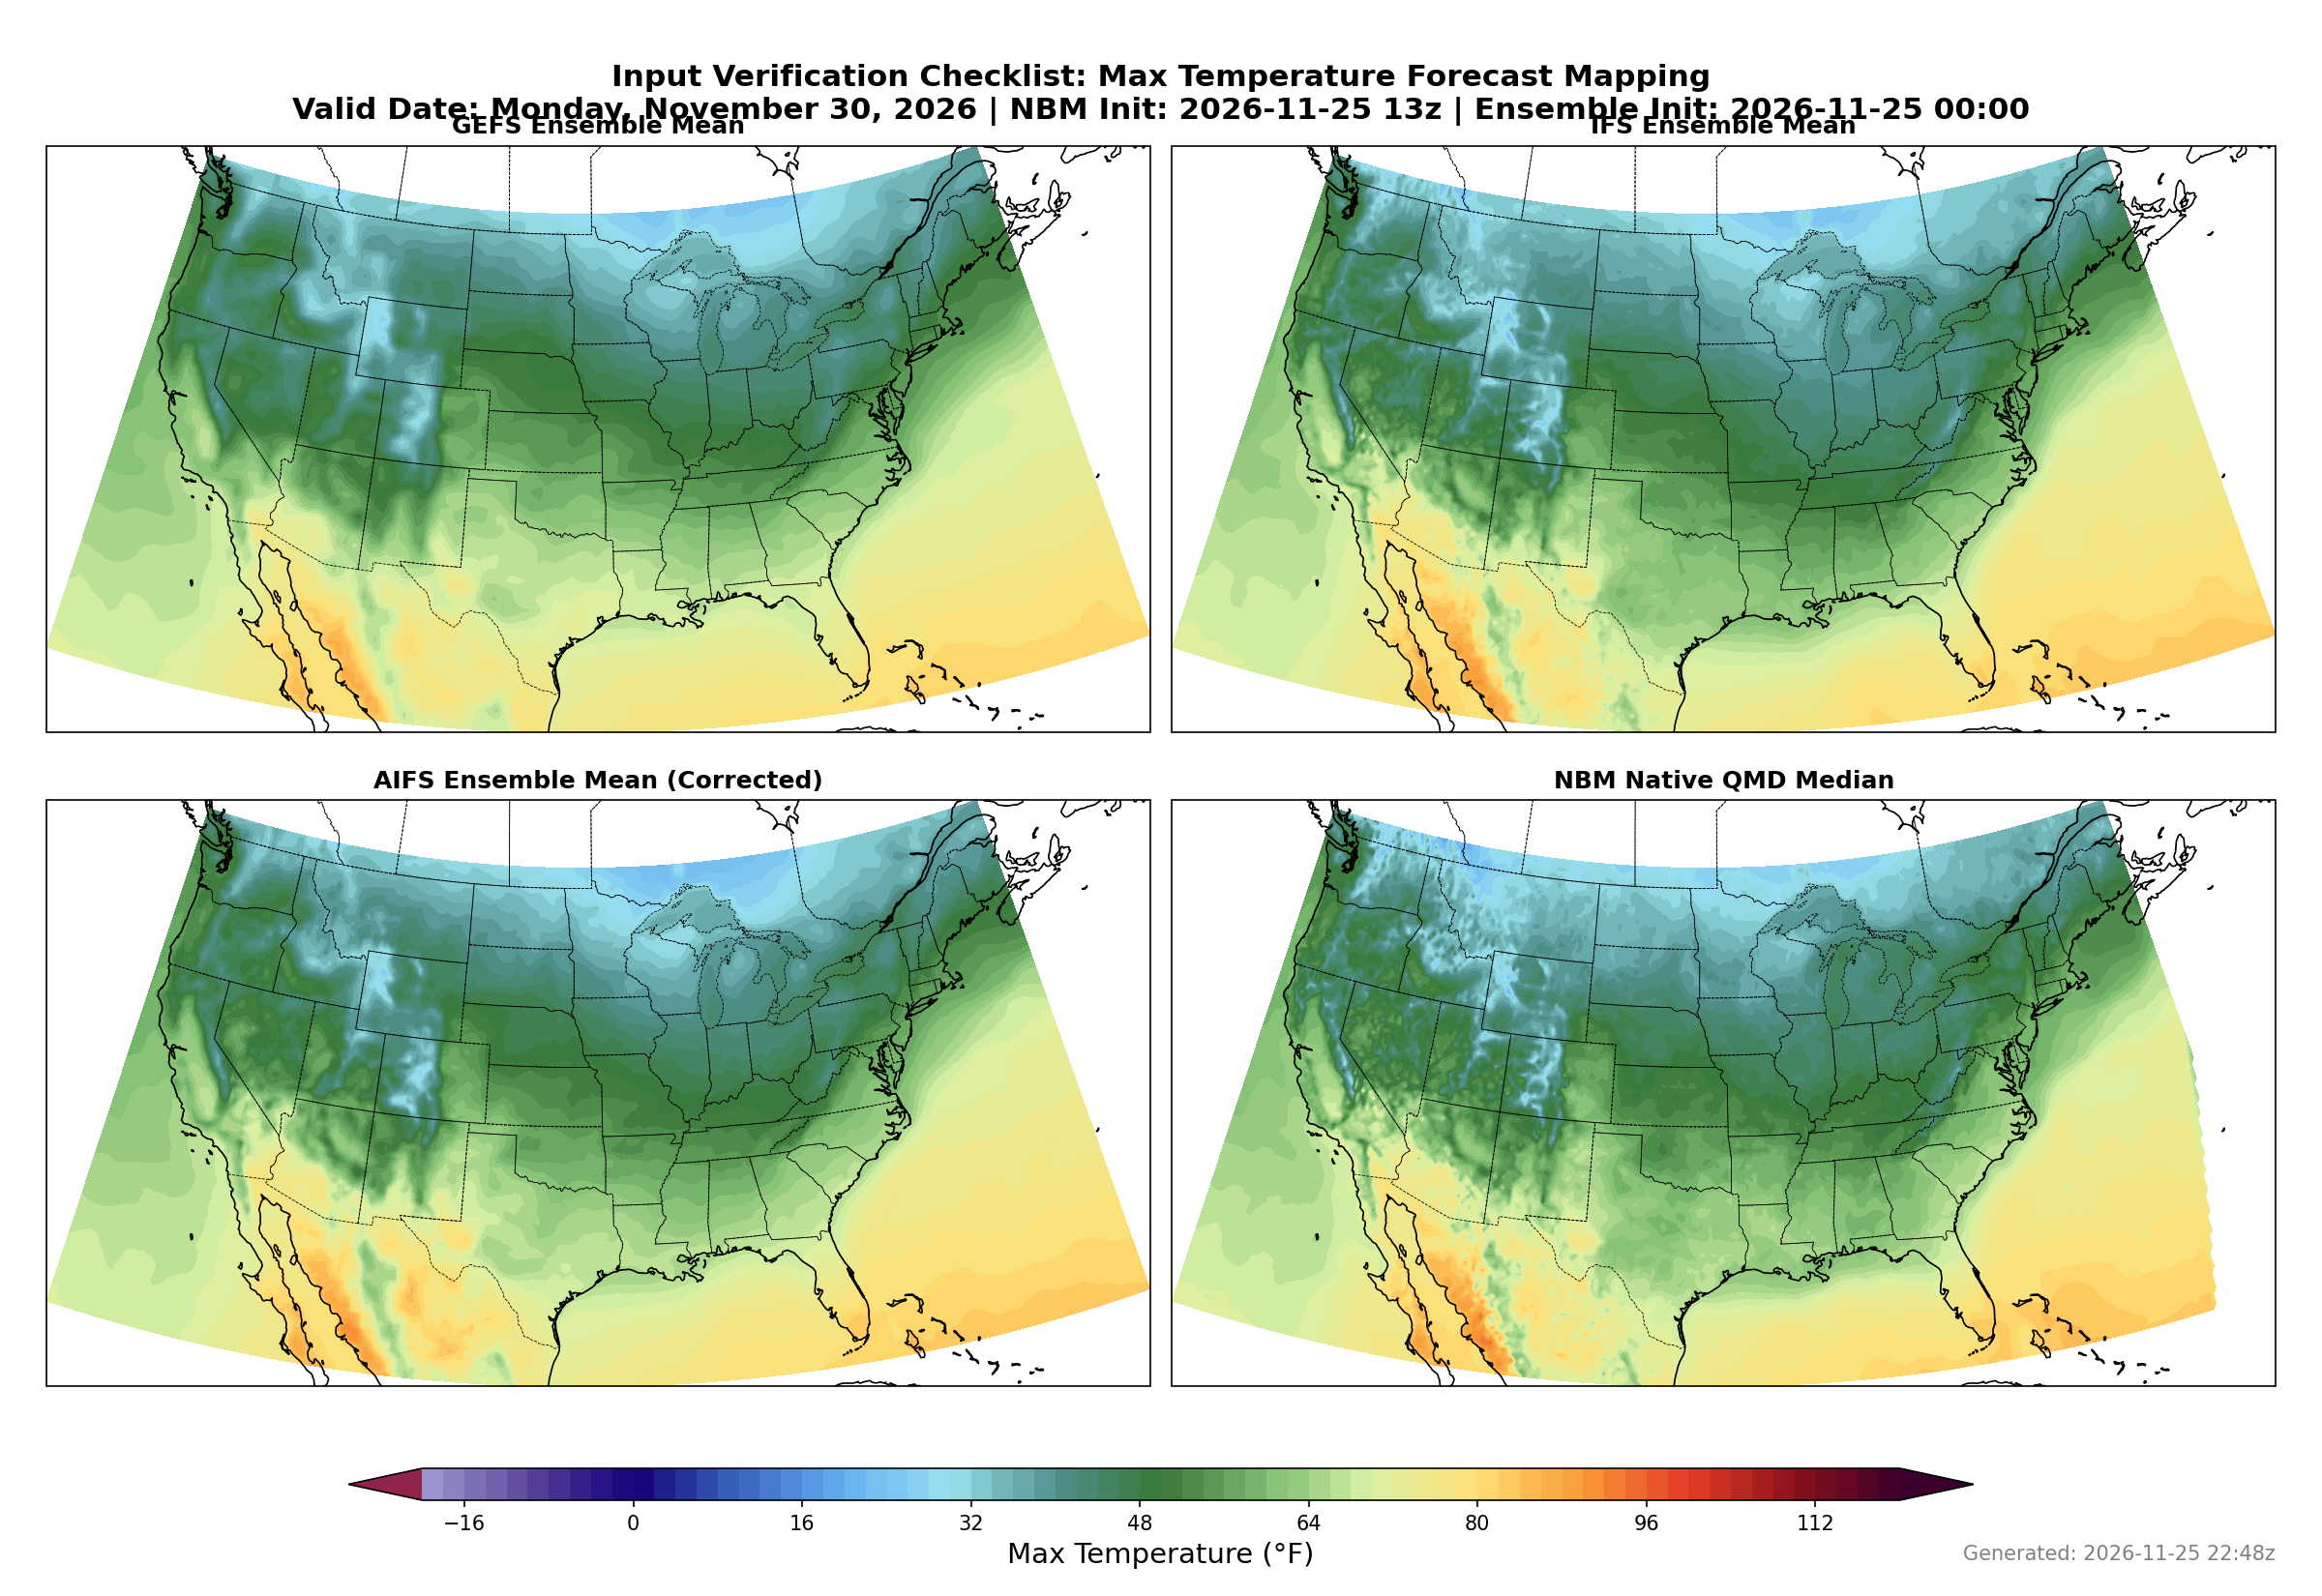 Input Verification Checklist: Max Temperature Forecast Mapping
Valid Date: Monday, November 30, 2026 | NBM Init: 2026-11-25 13z | Ensemble Init: 2026-11-25 00:00
GEFS Ensemble Mean
IFS Ensemble Mean
AIFS Ensemble Mean (Corrected)
NBM Native QMD Median
−16 0 16 32 48 64 80 96 112
Max Temperature (°F)
Generated: 2026-11-25 22:48z